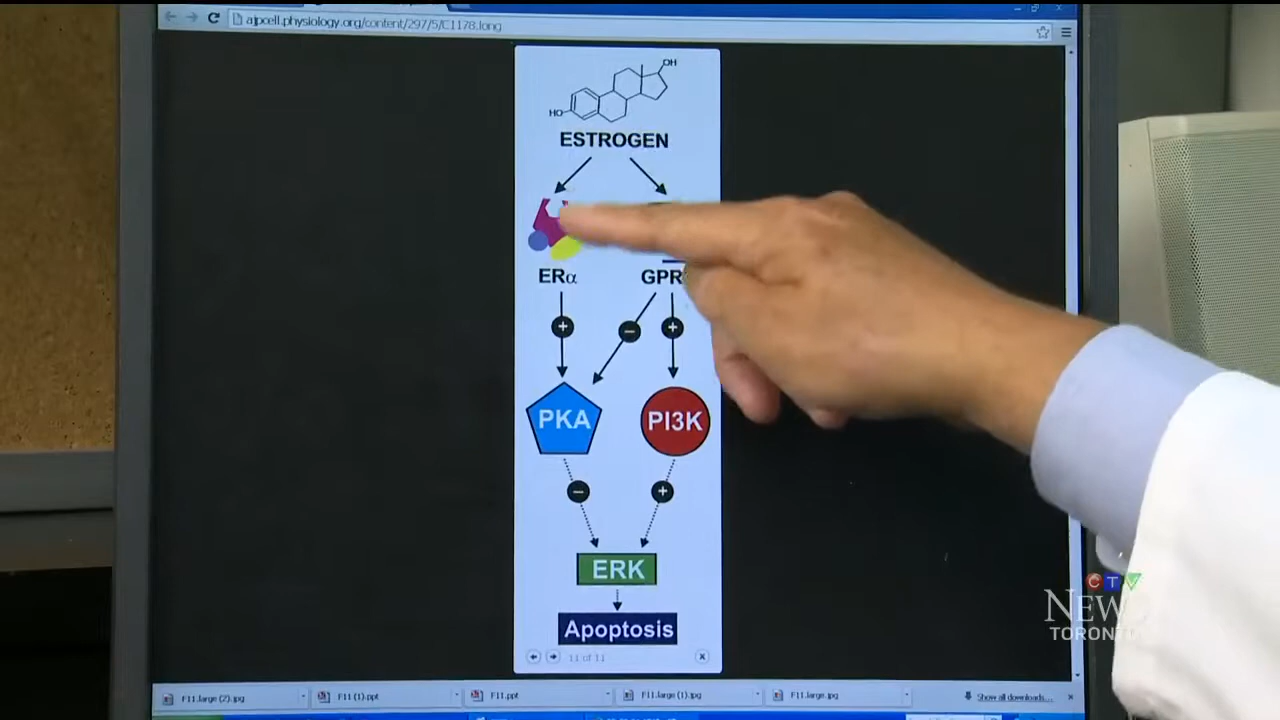 ajpcell.physiology.org/content/297/5/C1178.long
OH
HO
ESTROGEN
ERα
GPR
+
−
+
PKA
PI3K
−
+
ERK
Apoptosis
11 of 11
F11.large (2).jpg
F11 (1).ppt
F11.ppt
F11.large (1).jpg
F11.large.jpg
Show all downloads...
CTV
NEWS
TORONTO